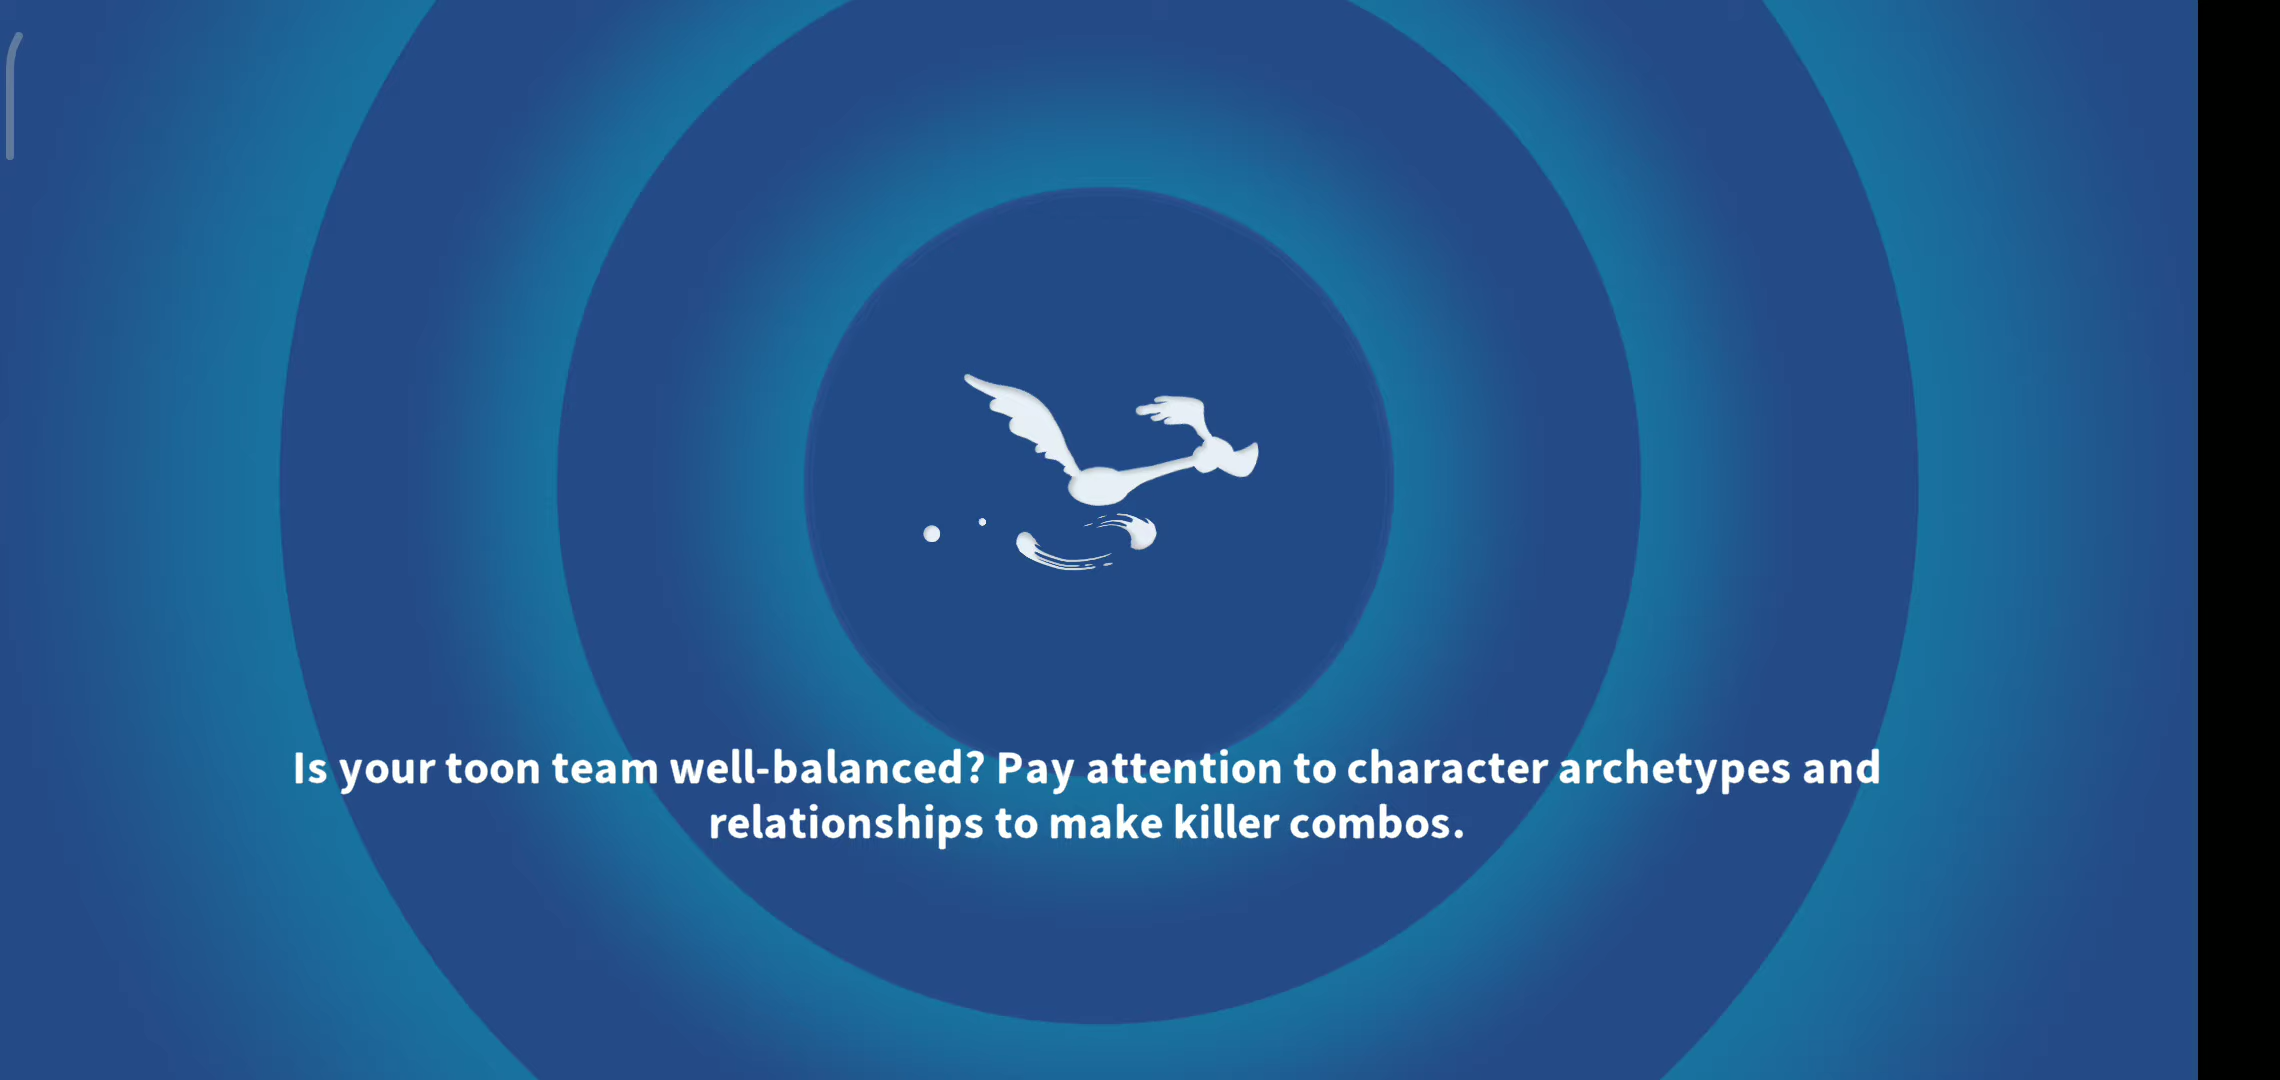 Is your toon team well-balanced? Pay attention to character archetypes and
relationships to make killer combos.